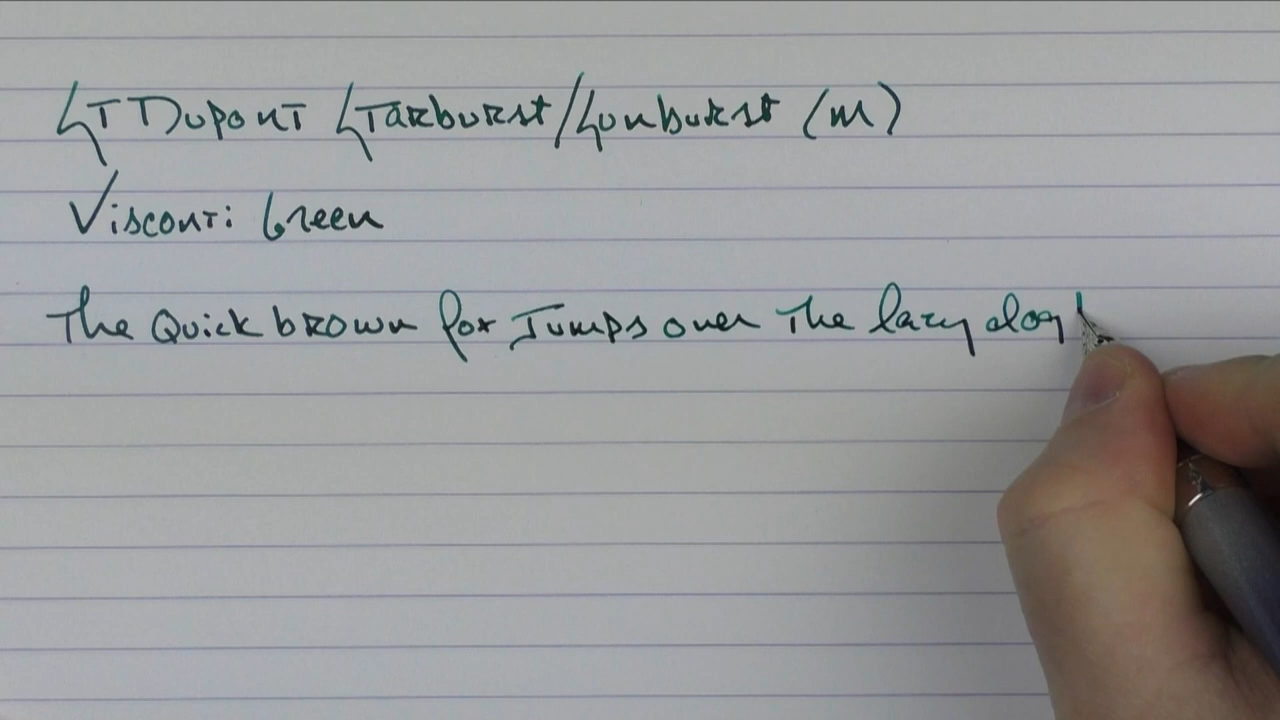 ST Dupont Starburst/Sunburst (M)
Visconti Green
The Quick brown fox Jumps over The lazy dog